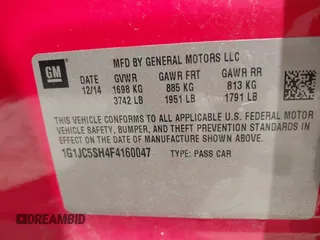 GM
MFD BY GENERAL MOTORS LLC
DATE GVWR GAWR FRT GAWR RR
12/14 1698 KG 885 KG 813 KG
3742 LB 1951 LB 1791 LB
THIS VEHICLE CONFORMS TO ALL APPLICABLE U.S. FEDERAL MOTOR
VEHICLE SAFETY, BUMPER, AND THEFT PREVENTION STANDARDS
IN EFFECT ON THE DATE OF MANUFACTURE SHOWN ABOVE.
1G1JC5SH4F4160047 TYPE: PASS CAR
DREAMBID